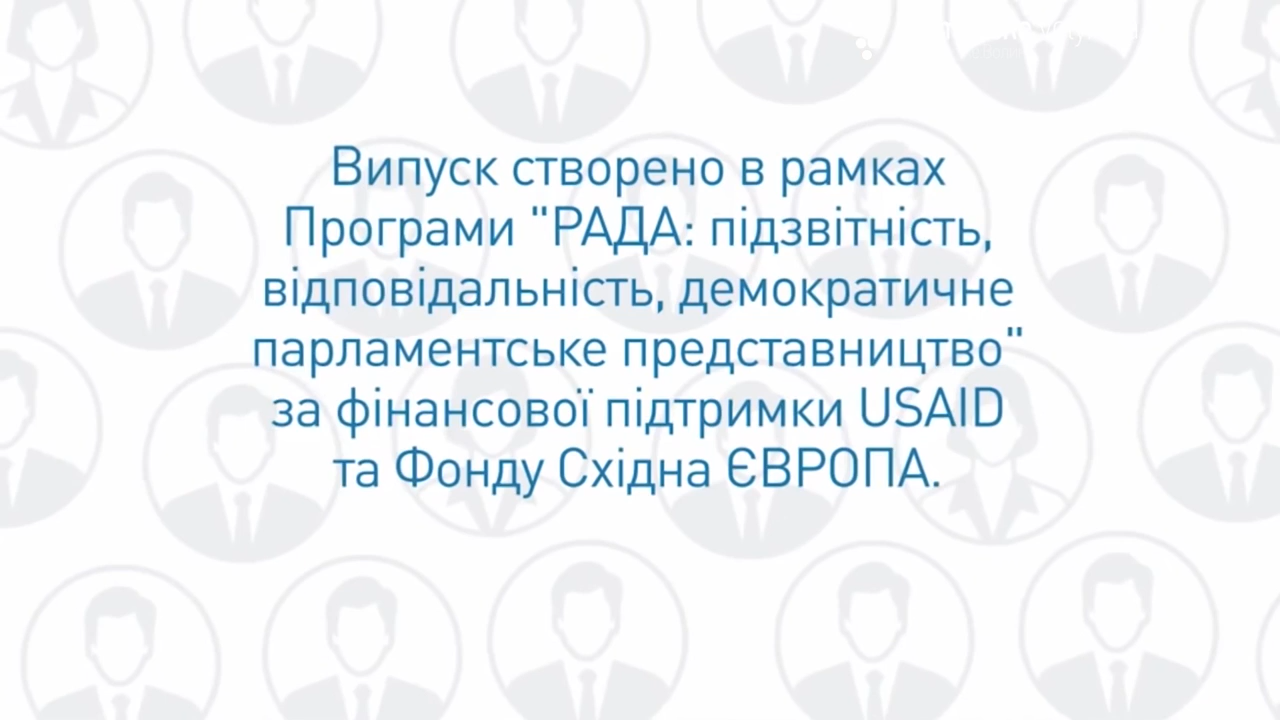 Випуск створено в рамках
Програми "РАДА: підзвітність,
відповідальність, демократичне
парламентське представництво"
за фінансової підтримки USAID
та Фонду Східна ЄВРОПА.